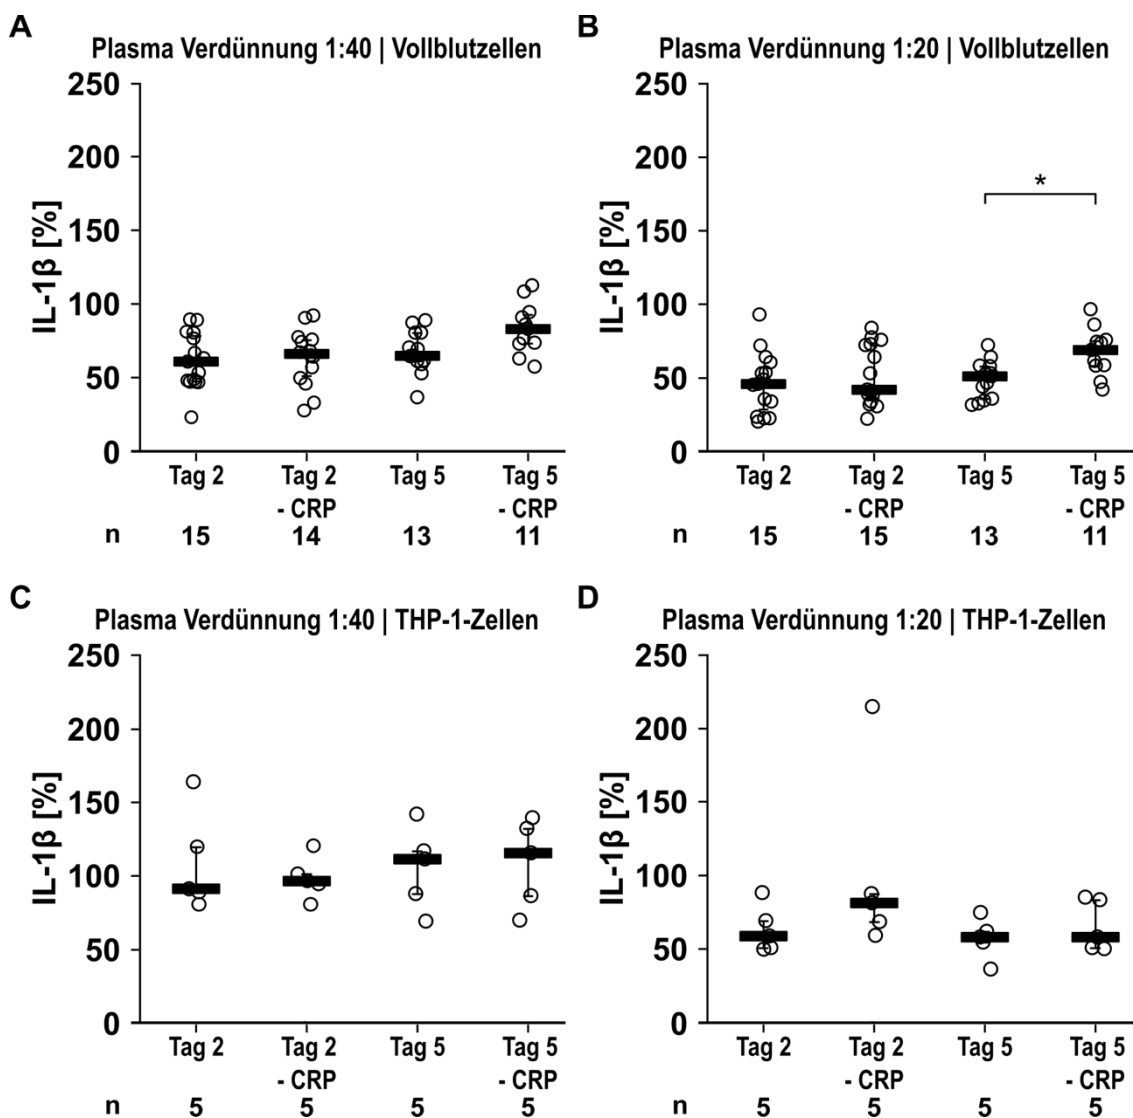 A
Plasma Verdünnung 1:40 | Vollblutzellen
IL-1β [%]
250
200
150
100
50
0
Tag 2
Tag 2
- CRP
Tag 5
Tag 5
- CRP
n 15 14 13 11
B
Plasma Verdünnung 1:20 | Vollblutzellen
IL-1β [%]
250
200
150
100
50
0
*
Tag 2
Tag 2
- CRP
Tag 5
Tag 5
- CRP
n 15 15 13 11
C
Plasma Verdünnung 1:40 | THP-1-Zellen
IL-1β [%]
250
200
150
100
50
0
Tag 2
Tag 2
- CRP
Tag 5
Tag 5
- CRP
n 5 5 5 5
D
Plasma Verdünnung 1:20 | THP-1-Zellen
IL-1β [%]
250
200
150
100
50
0
Tag 2
Tag 2
- CRP
Tag 5
Tag 5
- CRP
n 5 5 5 5